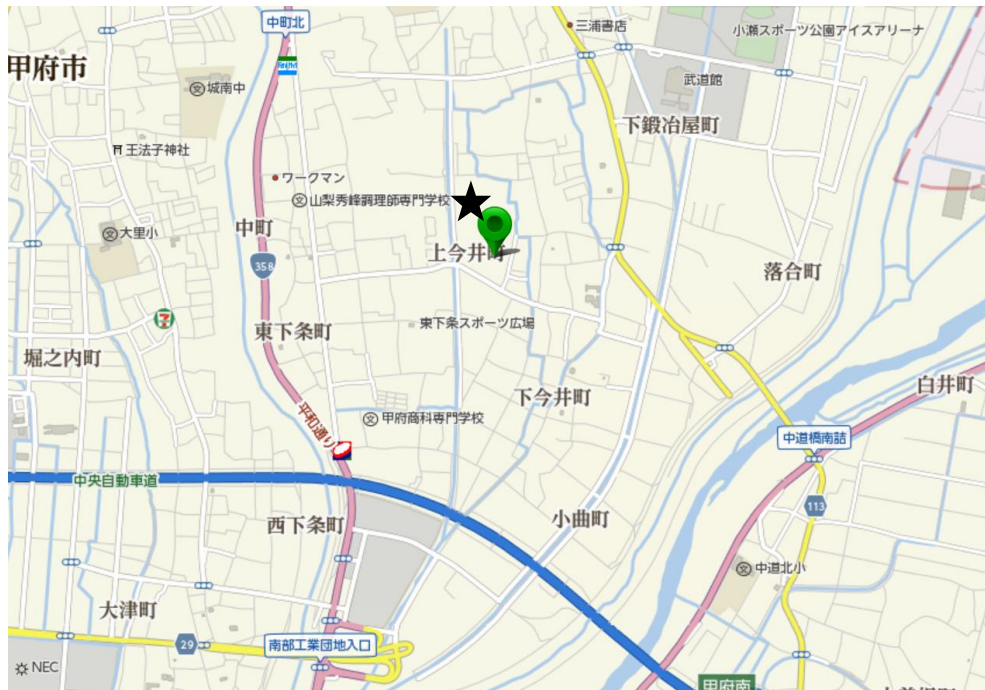 中町北
三浦書店
小瀬スポーツ公園アイスアリーナ
甲府市
城南中
武道館
下鍛冶屋町
王法子神社
ワークマン
山梨秀峰調理師専門学校
大里小
中町
上今井町
358
落合町
7
東下条町
東下条スポーツ広場
堀之内町
下今井町
白井町
甲府商科専門学校
平和通り
中道橋南詰
中央自動車道
113
西下条町
小曲町
中道北小
大津町
29
南部工業団地入口
NEC
甲府南